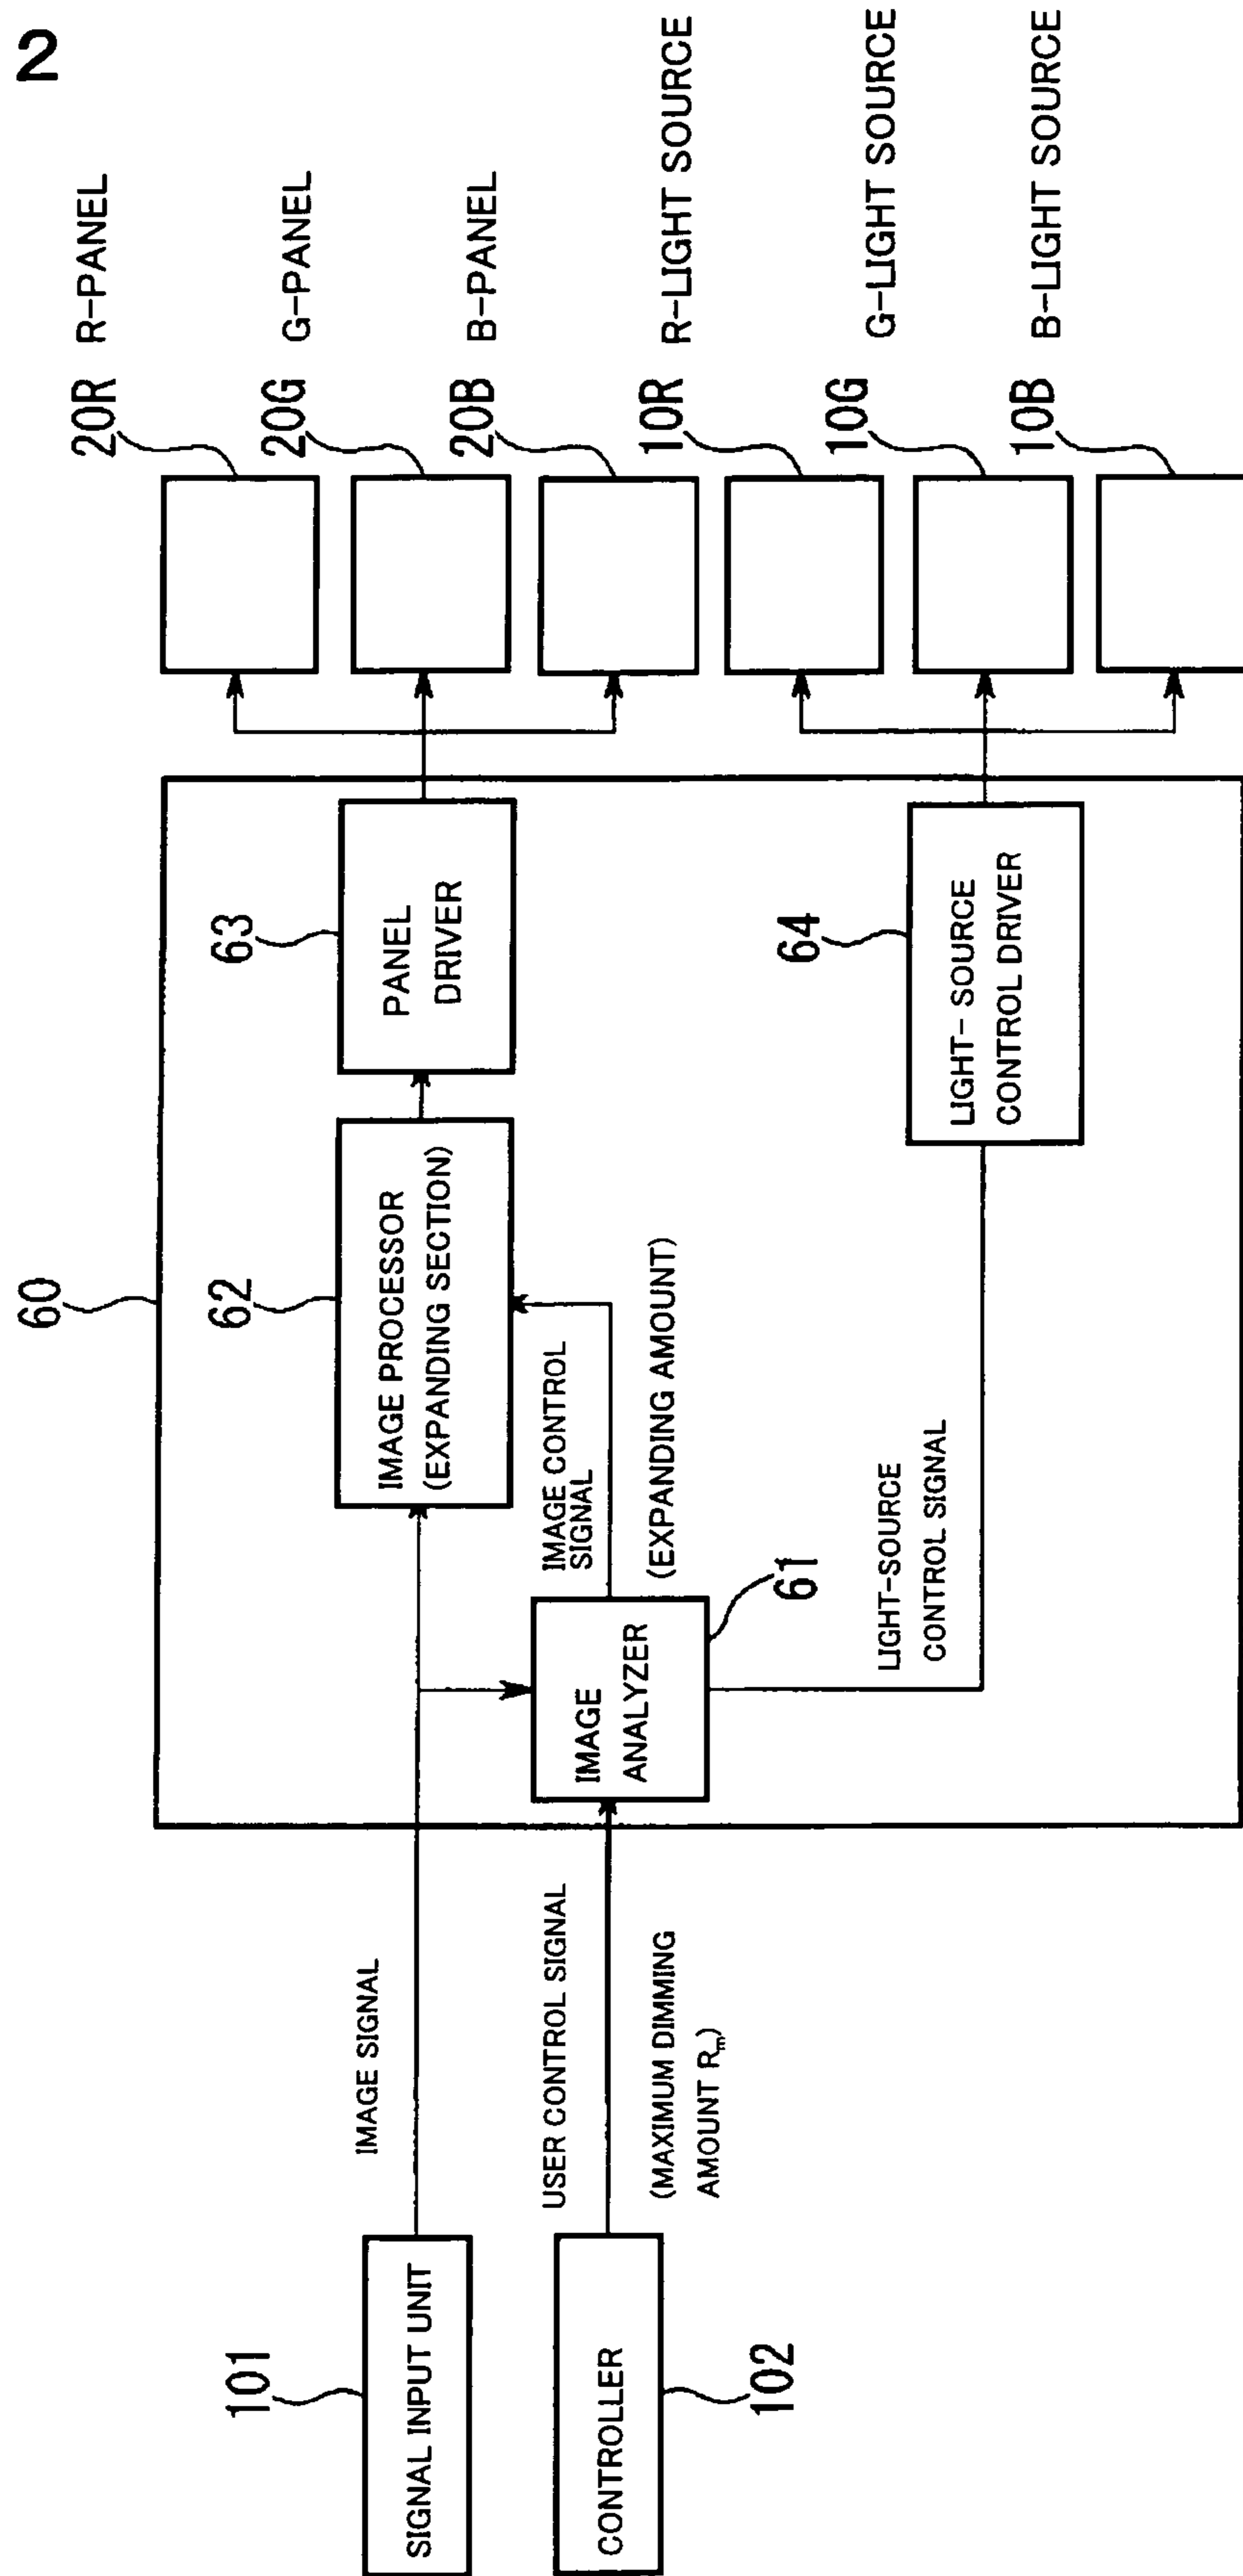 2
101
SIGNAL INPUT UNIT
102
CONTROLLER
IMAGE SIGNAL
USER CONTROL SIGNAL
(MAXIMUM DIMMING
AMOUNT Rm)
60
61
IMAGE
ANALYZER
IMAGE CONTROL
SIGNAL
(EXPANDING AMOUNT)
LIGHT-SOURCE
CONTROL SIGNAL
62
IMAGE PROCESSOR
(EXPANDING SECTION)
63
PANEL
DRIVER
64
LIGHT- SOURCE
CONTROL DRIVER
20R
R-PANEL
20G
G-PANEL
20B
B-PANEL
10R
R-LIGHT SOURCE
10G
G-LIGHT SOURCE
10B
B-LIGHT SOURCE